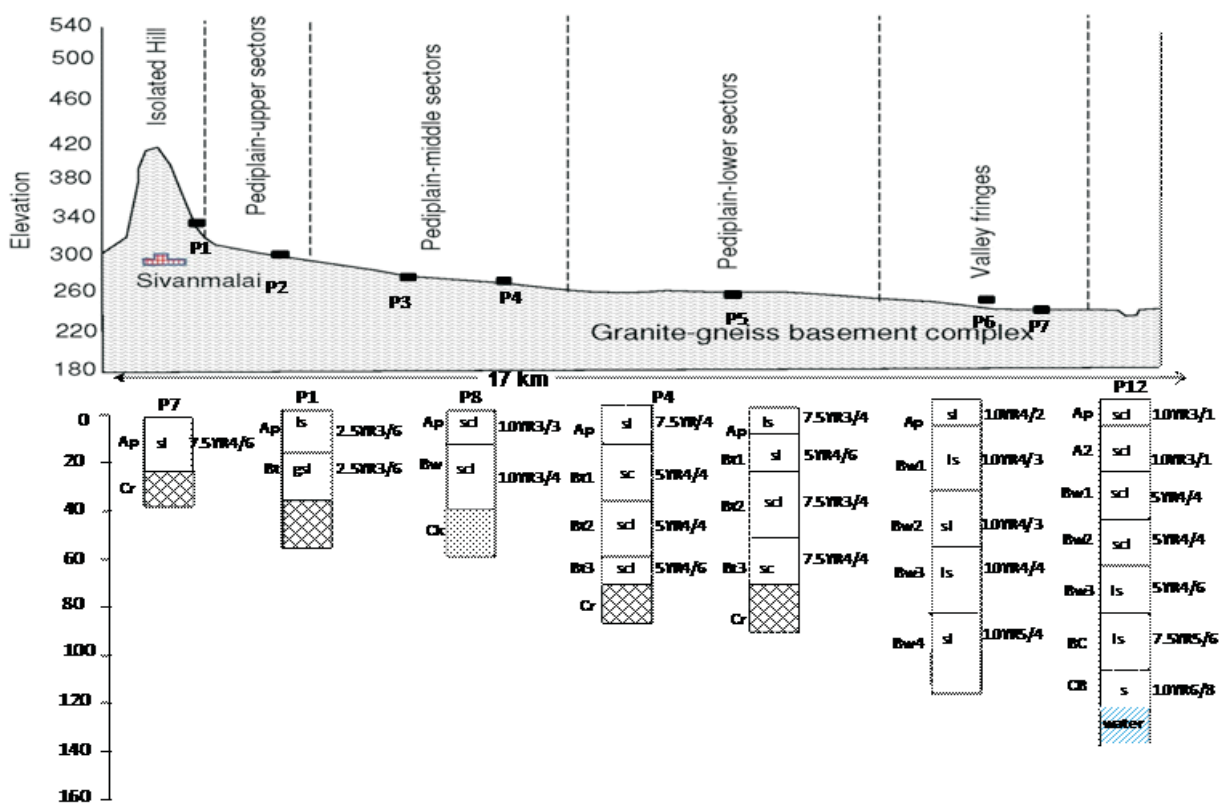 540
500
460
420
380
340
300
260
220
180
Elevation
Isolated Hill
Pediplain-upper sectors
Pediplain-middle sectors
Pediplain-lower sectors
Valley fringes
P1
P2
P3
P4
P5
P6
P7
Sivanmalai
Granite-gneiss basement complex
17 km
0
20
40
60
80
100
120
140
160
P7
Ap sl 7.5YR4/6
Cr
P1
Ap ls 2.5YR3/6
Bt gsl 2.5YR3/6
P8
Ap scl 10YR3/3
Bw scl 10YR3/4
Ck
P4
Ap sl 7.5YR/4
Bt1 sc 5YR4/4
Bt2 scl 5YR4/4
Bt3 scl 5YR4/6
Cr
Ap ls 7.5YR3/4
Bt1 sl 5YR4/6
Bt2 scl 7.5YR3/4
Bt3 sc 7.5YR4/4
Cr
sl 10YR4/2
Bw1 ls 10YR4/3
Bw2 sl 10YR4/3
Bw3 ls 10YR4/4
Bw4 sl 10YR5/4
P12
Ap scl 10YR3/1
A2 scl 10YR3/1
Bw1 scl 5YR4/4
Bw2 scl 5YR4/4
Bw3 ls 5YR4/6
BC ls 7.5YR5/6
CB s 10YR6/8
water